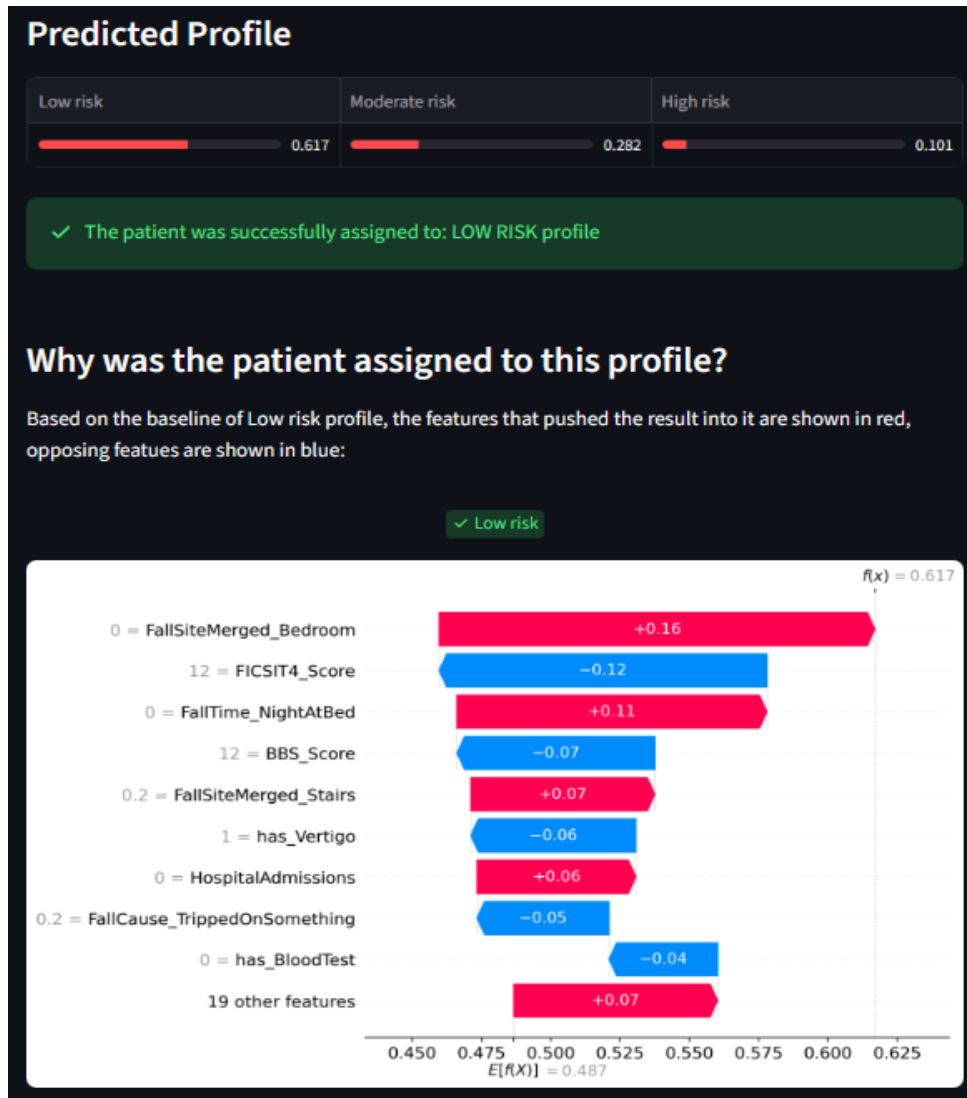 Predicted Profile
Low risk Moderate risk High risk
0.617 0.282 0.101
The patient was successfully assigned to: LOW RISK profile
Why was the patient assigned to this profile?
Based on the baseline of Low risk profile, the features that pushed the result into it are shown in red,
opposing featues are shown in blue:
Low risk
f(x) = 0.617
0 = FallSiteMerged_Bedroom +0.16
12 = FICSIT4_Score −0.12
0 = FallTime_NightAtBed +0.11
12 = BBS_Score −0.07
0.2 = FallSiteMerged_Stairs +0.07
1 = has_Vertigo −0.06
0 = HospitalAdmissions +0.06
0.2 = FallCause_TrippedOnSomething −0.05
0 = has_BloodTest −0.04
19 other features +0.07
0.450 0.475 0.500 0.525 0.550 0.575 0.600 0.625
E[f(X)] = 0.487